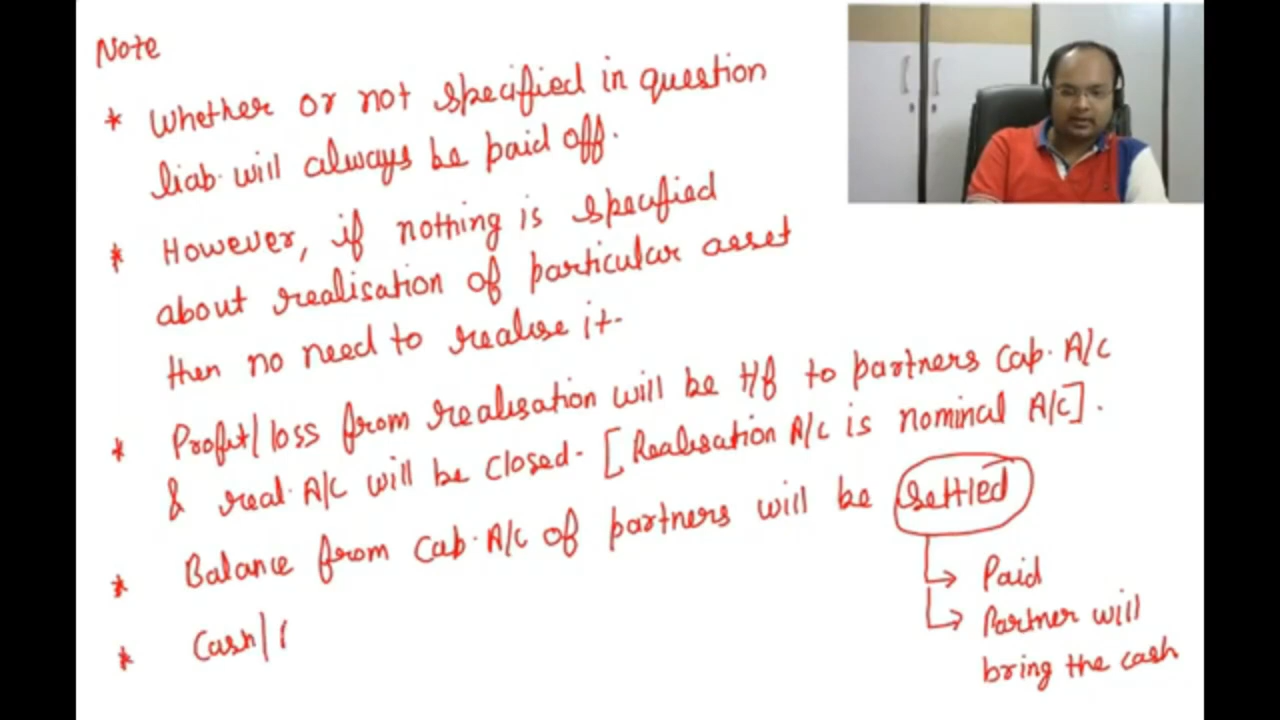 Note
* Whether or not specified in question
liab. will always be paid off.
* However, if nothing is specified
about realisation of particular asset
then no need to realise it.
* Profit/loss from realisation will be t/f to partners cap. A/c
& real. A/c will be closed. [Realisation A/c is nominal A/c].
* Balance from cap. A/c of partners will be settled
→ Paid
→ Partner will
bring the cash
* Cash/